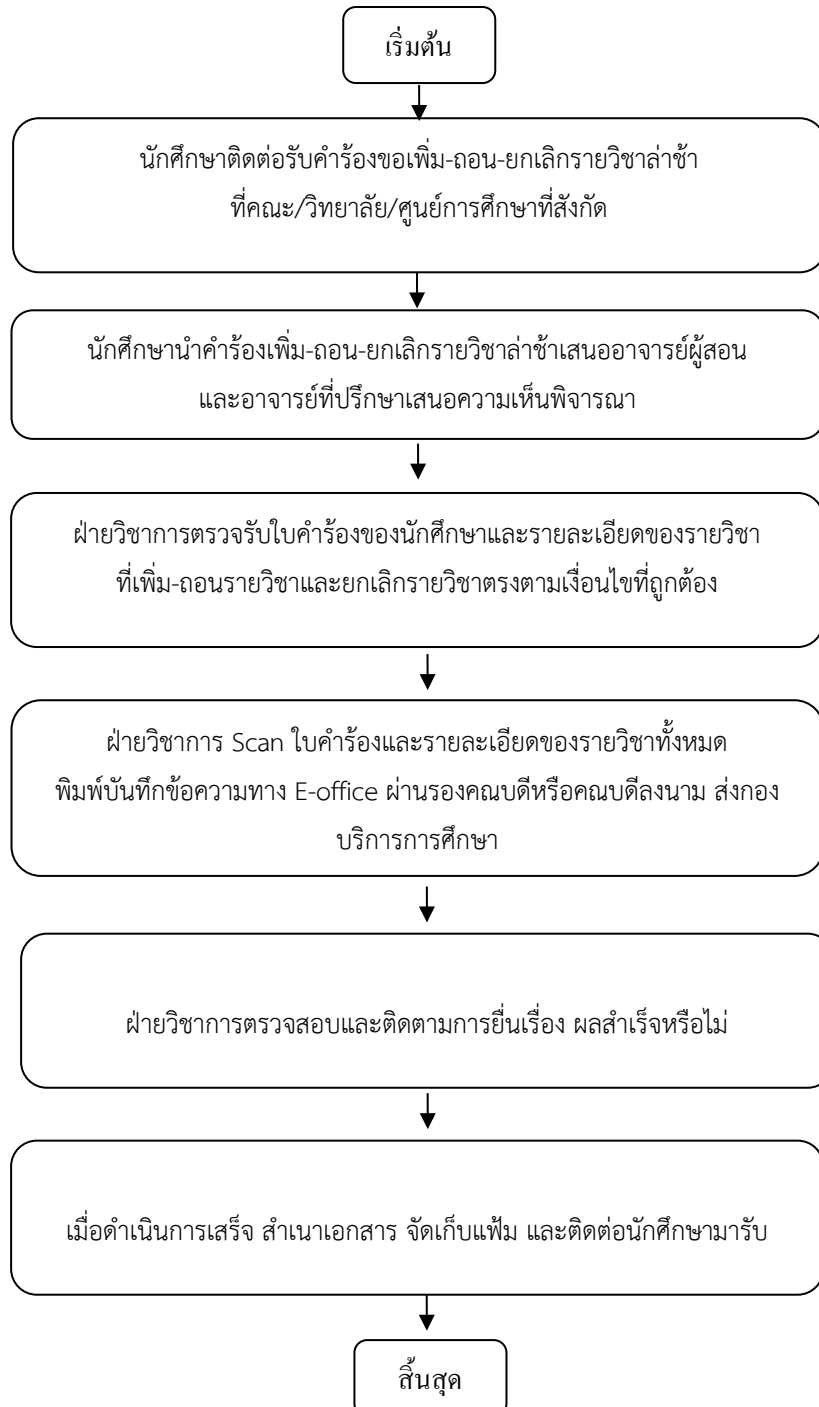 เริ่มต้น
นักศึกษาติดต่อรับคำร้องขอเพิ่ม-ถอน-ยกเลิกรายวิชาล่าช้า
ที่คณะ/วิทยาลัย/ศูนย์การศึกษาที่สังกัด
นักศึกษานำคำร้องเพิ่ม-ถอน-ยกเลิกรายวิชาล่าช้าเสนออาจารย์ผู้สอน
และอาจารย์ที่ปรึกษาเสนอความเห็นพิจารณา
ฝ่ายวิชาการตรวจรับใบคำร้องของนักศึกษาและรายละเอียดของรายวิชา
ที่เพิ่ม-ถอนรายวิชาและยกเลิกรายวิชาตรงตามเงื่อนไขที่ถูกต้อง
ฝ่ายวิชาการ Scan ใบคำร้องและรายละเอียดของรายวิชาทั้งหมด
พิมพ์บันทึกข้อความทาง E-office ผ่านรองคณบดีหรือคณบดีลงนาม ส่งกอง
บริการการศึกษา
ฝ่ายวิชาการตรวจสอบและติดตามการยื่นเรื่อง ผลสำเร็จหรือไม่
เมื่อดำเนินการเสร็จ สำเนาเอกสาร จัดเก็บแฟ้ม และติดต่อนักศึกษามารับ
สิ้นสุด